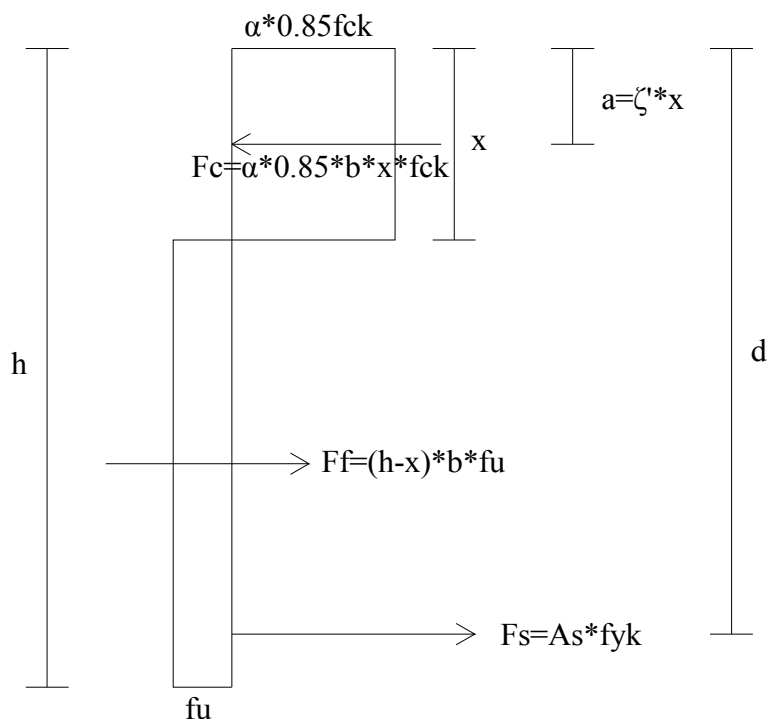 α*0.85fck
a=ζ'*x
x
Fc=α*0.85*b*x*fck
h
d
Ff=(h-x)*b*fu
Fs=As*fyk
fu